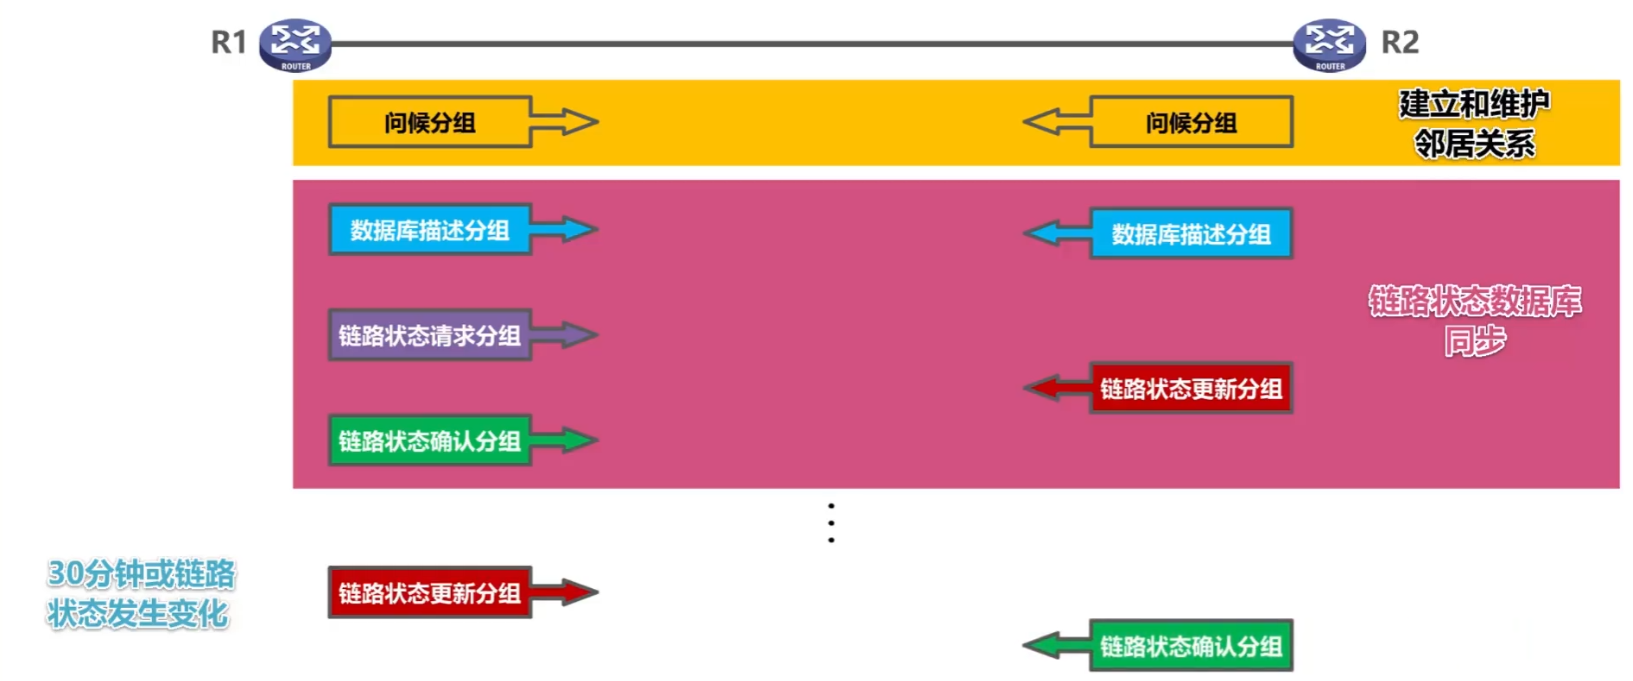 R1
ROUTER
ROUTER
R2
问候分组
问候分组
建立和维护
邻居关系
数据库描述分组
数据库描述分组
链路状态请求分组
链路状态数据库
同步
链路状态更新分组
链路状态确认分组
30分钟或链路
状态发生变化
链路状态更新分组
链路状态确认分组